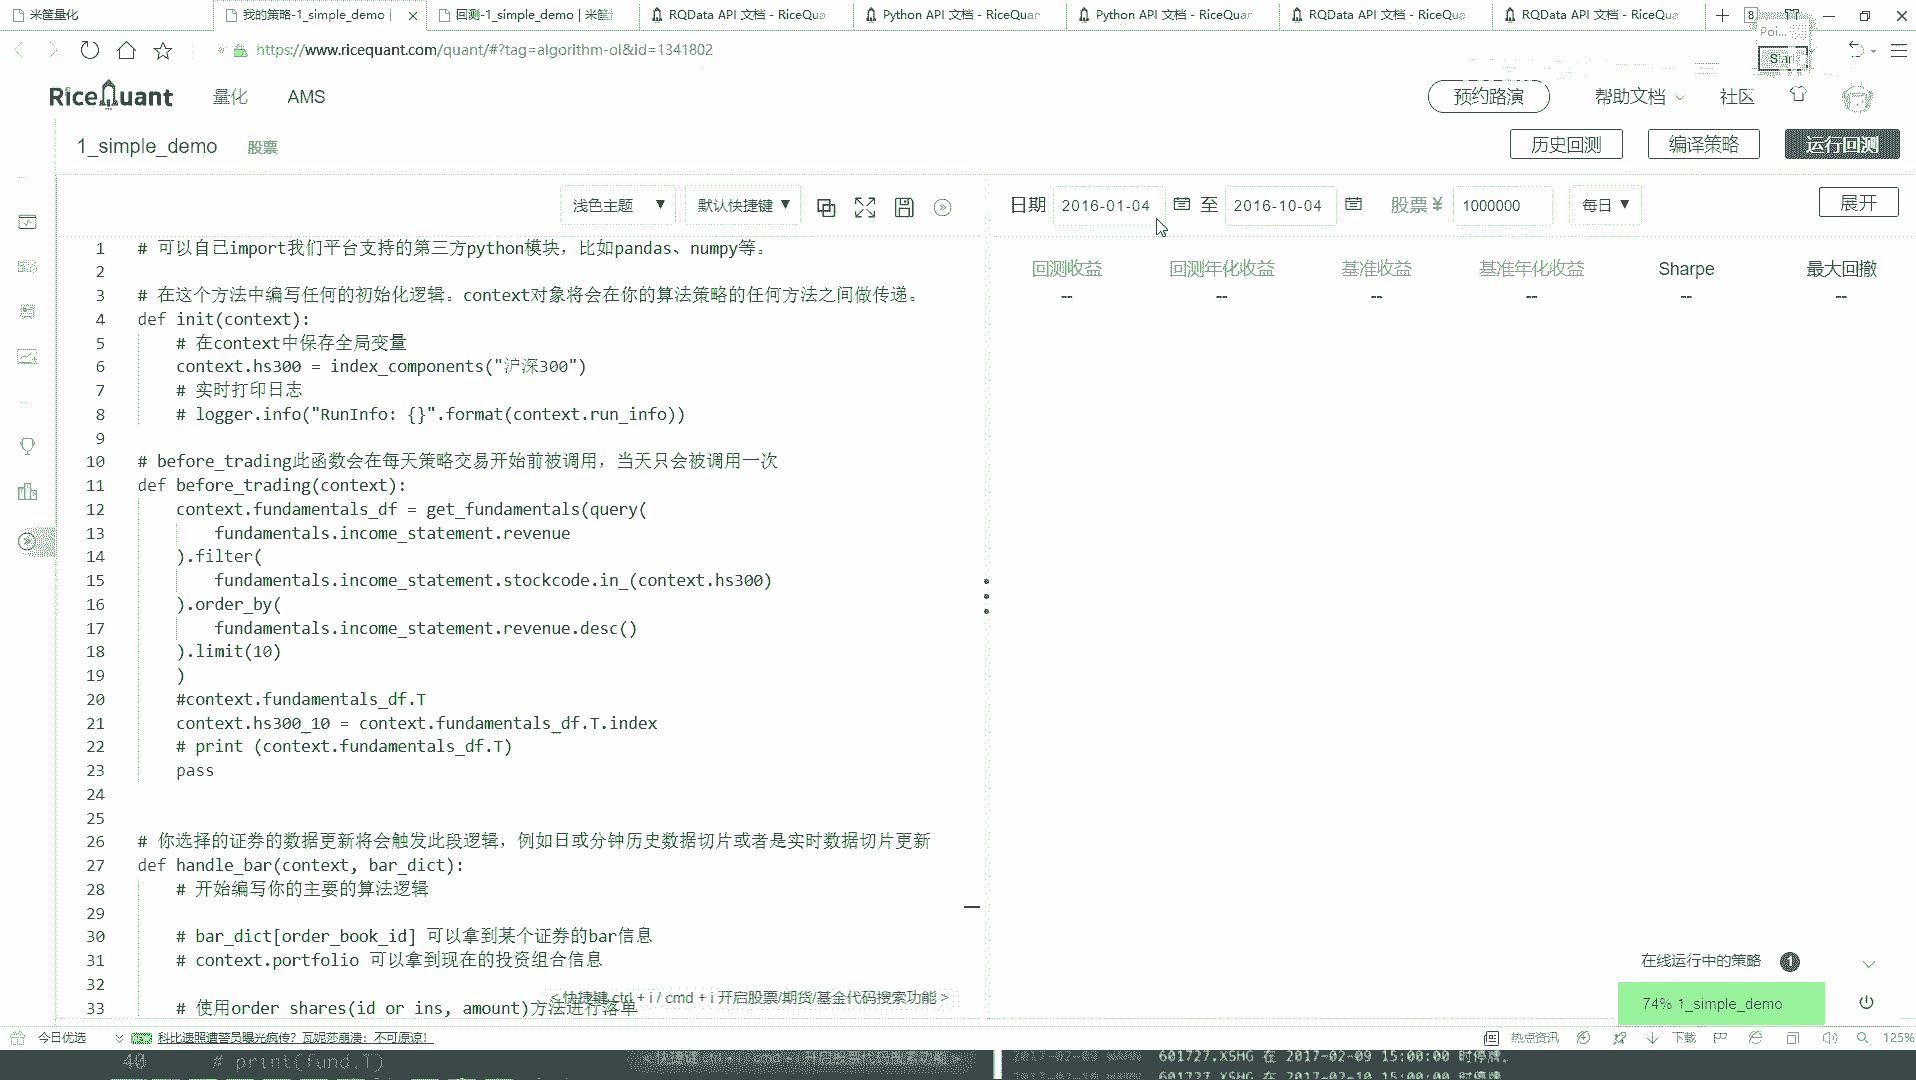 米筐量化
我的策略-1_simple_demo |
回测-1_simple_demo | 米筐
RQData API 文档 - RiceQua
Python API 文档 - RiceQuan
Python API 文档 - RiceQuar
RQData API 文档 - RiceQua
RQData API 文档 - RiceQua
8
Poi...
https://www.ricequant.com/quant/#?tag=algorithm-ol&id=1341802
Start
RiceQuant
量化
AMS
预约路演
帮助文档
社区
1_simple_demo
股票
历史回测
编译策略
运行回测
浅色主题 ▼
默认快捷键 ▼
日期 2016-01-04 至 2016-10-04 股票 ¥ 1000000 每日 ▼
展开
回测收益 回测年化收益 基准收益 基准年化收益 Sharpe 最大回撤
-- -- -- -- -- --
1 # 可以自己import我们平台支持的第三方python模块，比如pandas、numpy等。
2
3 # 在这个方法中编写任何的初始化逻辑。context对象将会在你的算法策略的任何方法之间做传递。
4 def init(context):
5 # 在context中保存全局变量
6 context.hs300 = index_components("沪深300")
7 # 实时打印日志
8 # logger.info("RunInfo: {}".format(context.run_info))
9
10 # before_trading此函数会在每天策略交易开始前被调用，当天只会被调用一次
11 def before_trading(context):
12 context.fundamentals_df = get_fundamentals(query(
13 fundamentals.income_statement.revenue
14 ).filter(
15 fundamentals.income_statement.stockcode.in_(context.hs300)
16 ).order_by(
17 fundamentals.income_statement.revenue.desc()
18 ).limit(10)
19 )
20 #context.fundamentals_df.T
21 context.hs300_10 = context.fundamentals_df.T.index
22 # print (context.fundamentals_df.T)
23 pass
24
25
26 # 你选择的证券的数据更新将会触发此段逻辑，例如日或分钟历史数据切片或者是实时数据切片更新
27 def handle_bar(context, bar_dict):
28 # 开始编写你的主要的算法逻辑
29
30 # bar_dict[order_book_id] 可以拿到某个证券的bar信息
31 # context.portfolio 可以拿到现在的投资组合信息
32
33 # 使用order_shares(id_or_ins, amount)方法进行落单
< 快捷键 ctrl + i / cmd + i 开启股票/期货/基金代码搜索功能 >
在线运行中的策略 1
74% 1_simple_demo
今日优选
NEW
科比遗照遭警员曝光疯传？瓦妮莎崩溃：不可原谅！
热点资讯
下载
125%
40 # print(fund.T)
601727.XSHG 在 2017-02-09 15:00:00 时停牌。
601727.XSHG 在 2017-02-10 15:00:00 时停牌。